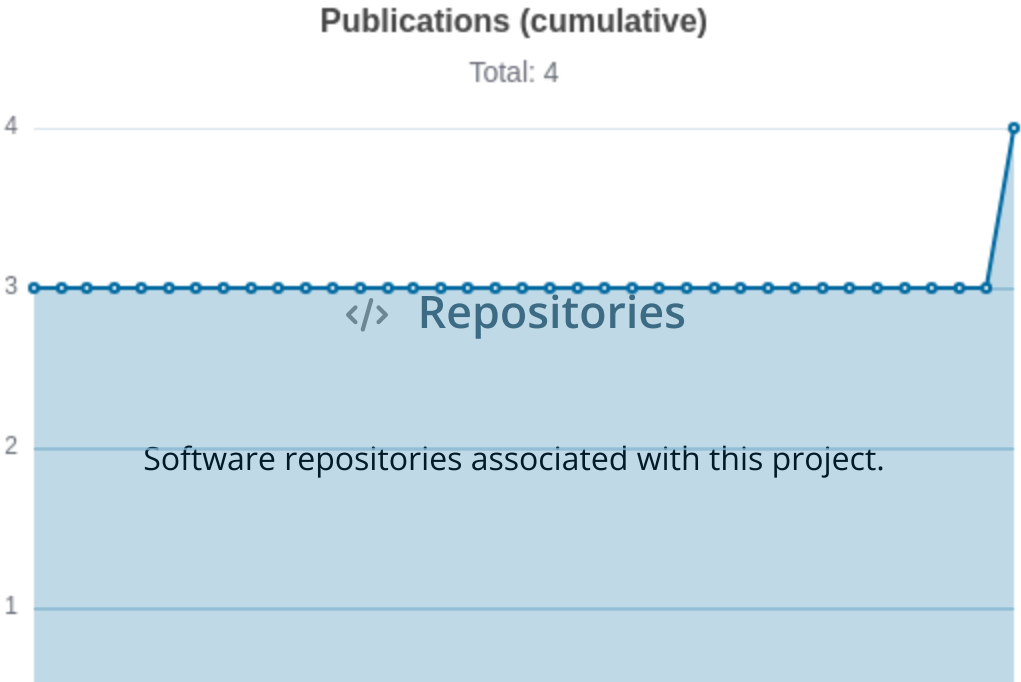 Publications (cumulative)
Total: 4
4
3
</> Repositories
2
Software repositories associated with this project.
1